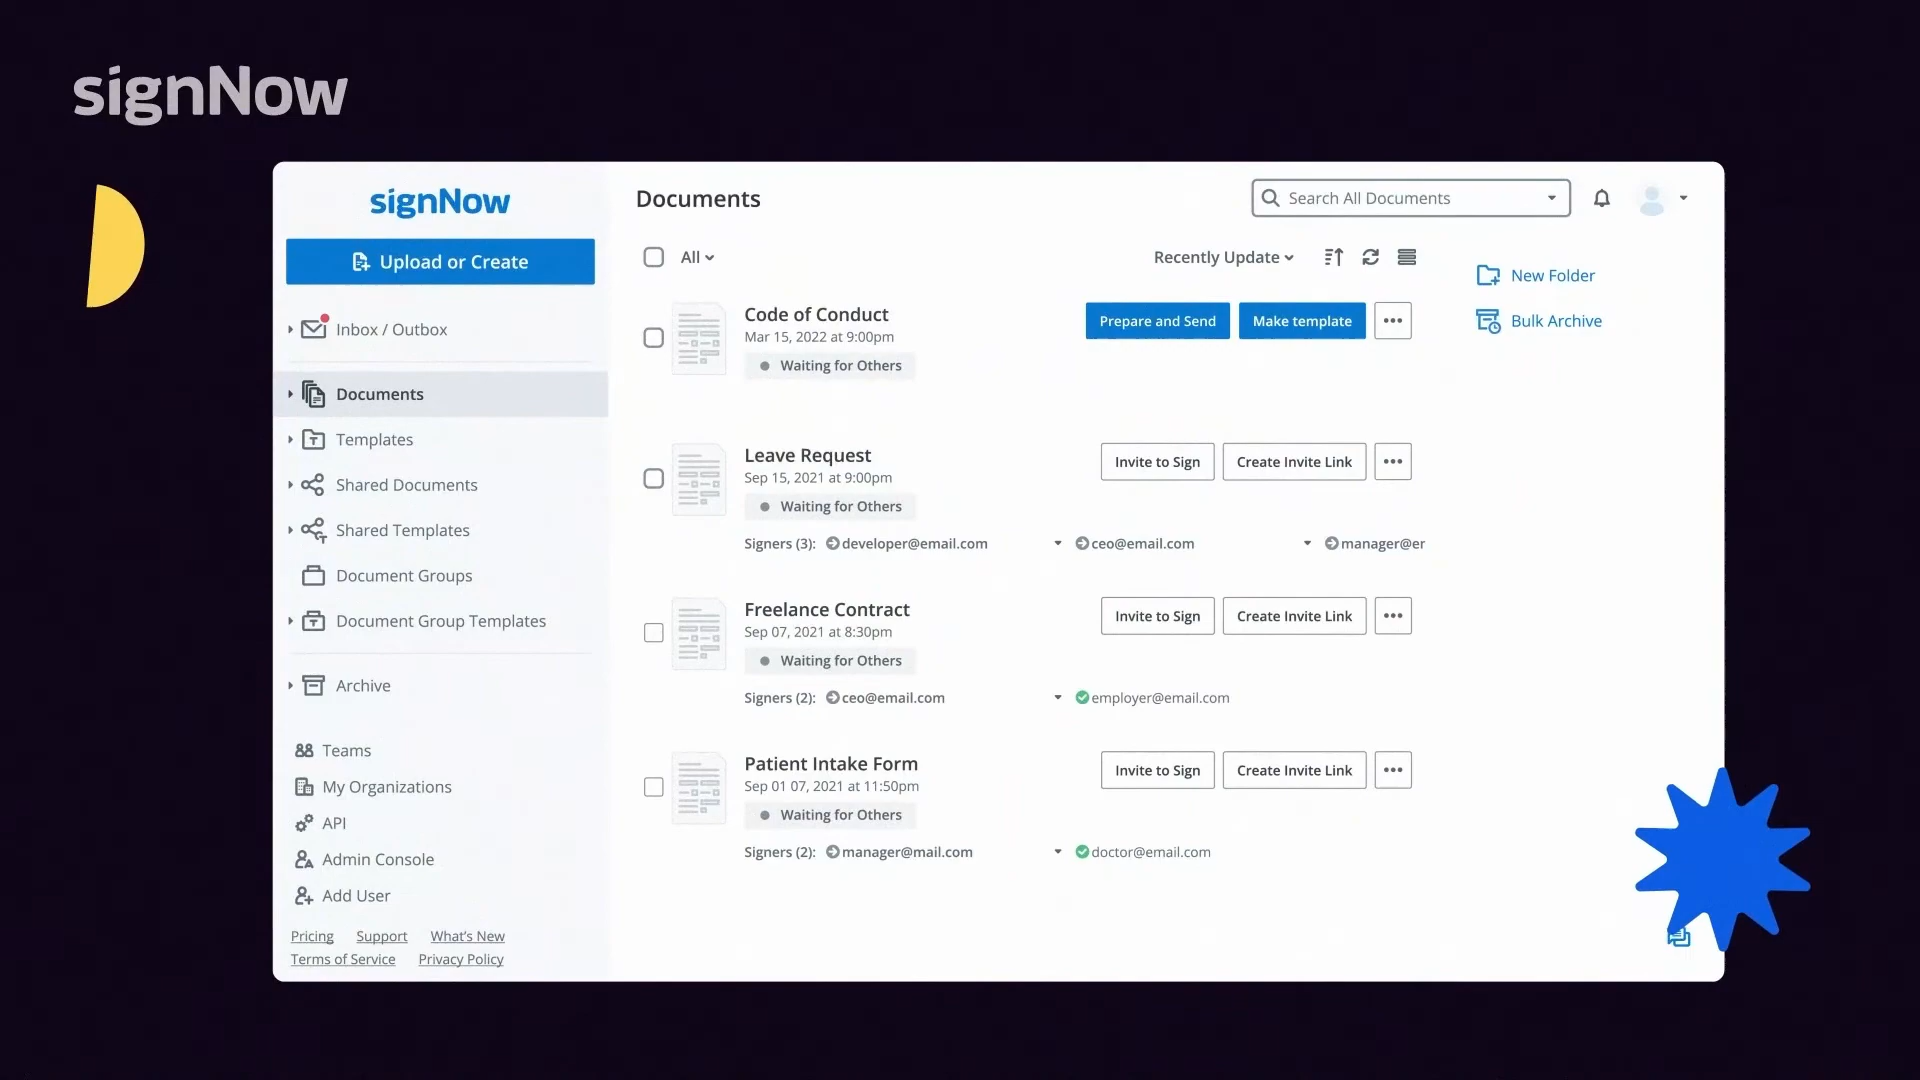 signNow
signNow
Upload or Create
Inbox / Outbox
Documents
Templates
Shared Documents
Shared Templates
Document Groups
Document Group Templates
Archive
Teams
My Organizations
API
Admin Console
Add User
Pricing Support What's New
Terms of Service Privacy Policy
Documents
Search All Documents
All
Recently Update
New Folder
Bulk Archive
Code of Conduct
Mar 15, 2022 at 9:00pm
Waiting for Others
Prepare and Send Make template
Leave Request
Sep 15, 2021 at 9:00pm
Waiting for Others
Invite to Sign Create Invite Link
Signers (3): developer@email.com ceo@email.com manager@er
Freelance Contract
Sep 07, 2021 at 8:30pm
Waiting for Others
Invite to Sign Create Invite Link
Signers (2): ceo@email.com employer@email.com
Patient Intake Form
Sep 01 07, 2021 at 11:50pm
Waiting for Others
Invite to Sign Create Invite Link
Signers (2): manager@mail.com doctor@email.com